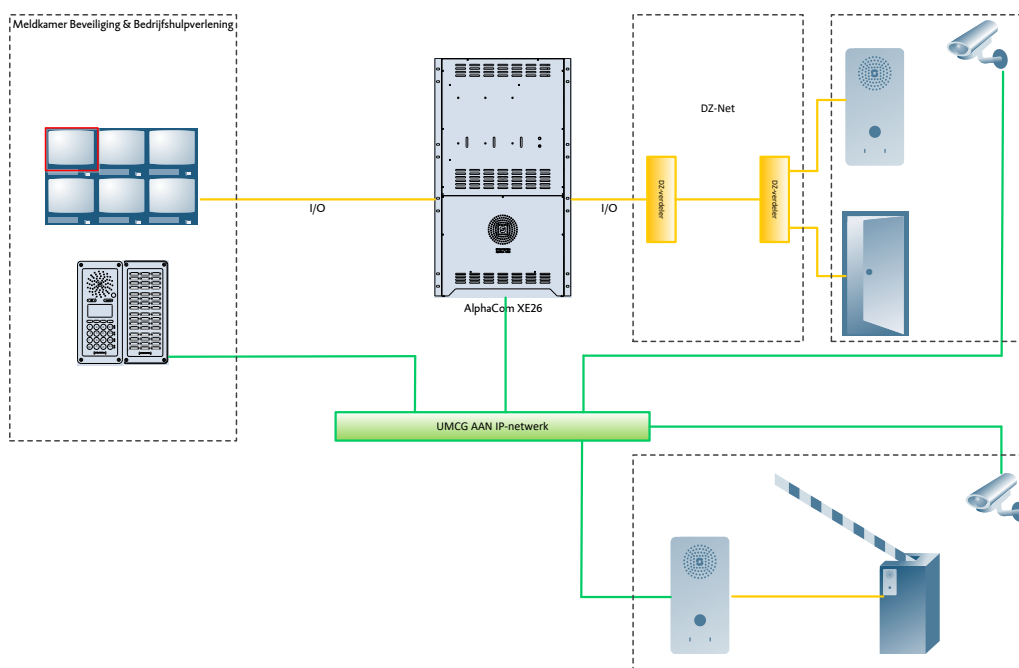 Meldkamer Beveiliging & Bedrijfshulpverlening
DZ-Net
DZ-verdeler
DZ-verdeler
I/O
I/O
AlphaCom XE26
UMCG AAN IP-netwerk